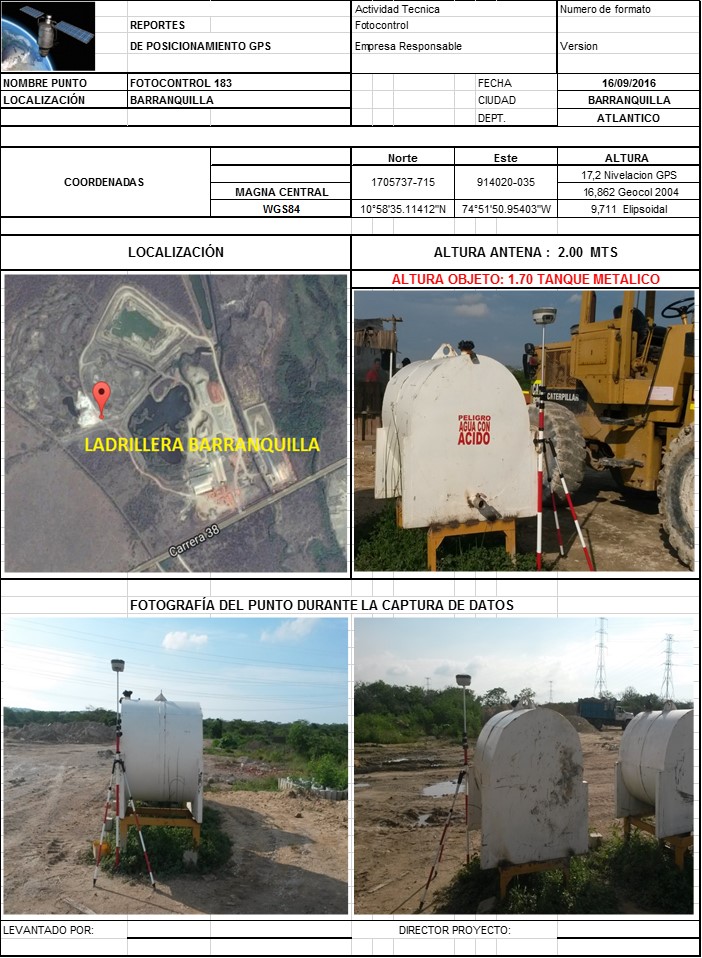 Actividad Tecnica
Numero de formato
REPORTES
Fotocontrol
DE POSICIONAMIENTO GPS
Empresa Responsable
Version
NOMBRE PUNTO
FOTOCONTROL 183
FECHA
16/09/2016
LOCALIZACIÓN
BARRANQUILLA
CIUDAD
BARRANQUILLA
DEPT.
ATLANTICO
COORDENADAS
Norte
Este
ALTURA
MAGNA CENTRAL
1705737-715
914020-035
17,2 Nivelacion GPS
16,862 Geocol 2004
WGS84
10°58'35.11412"N
74°51'50.95403"W
9,711 Elipsoidal
LOCALIZACIÓN
ALTURA ANTENA : 2.00 MTS
ALTURA OBJETO: 1.70 TANQUE METALICO
LADRILLERA BARRANQUILLA
Carrera 38
CATERPILLAR
PELIGRO
AGUA CON
ACIDO
FOTOGRAFÍA DEL PUNTO DURANTE LA CAPTURA DE DATOS
LEVANTADO POR:
DIRECTOR PROYECTO: